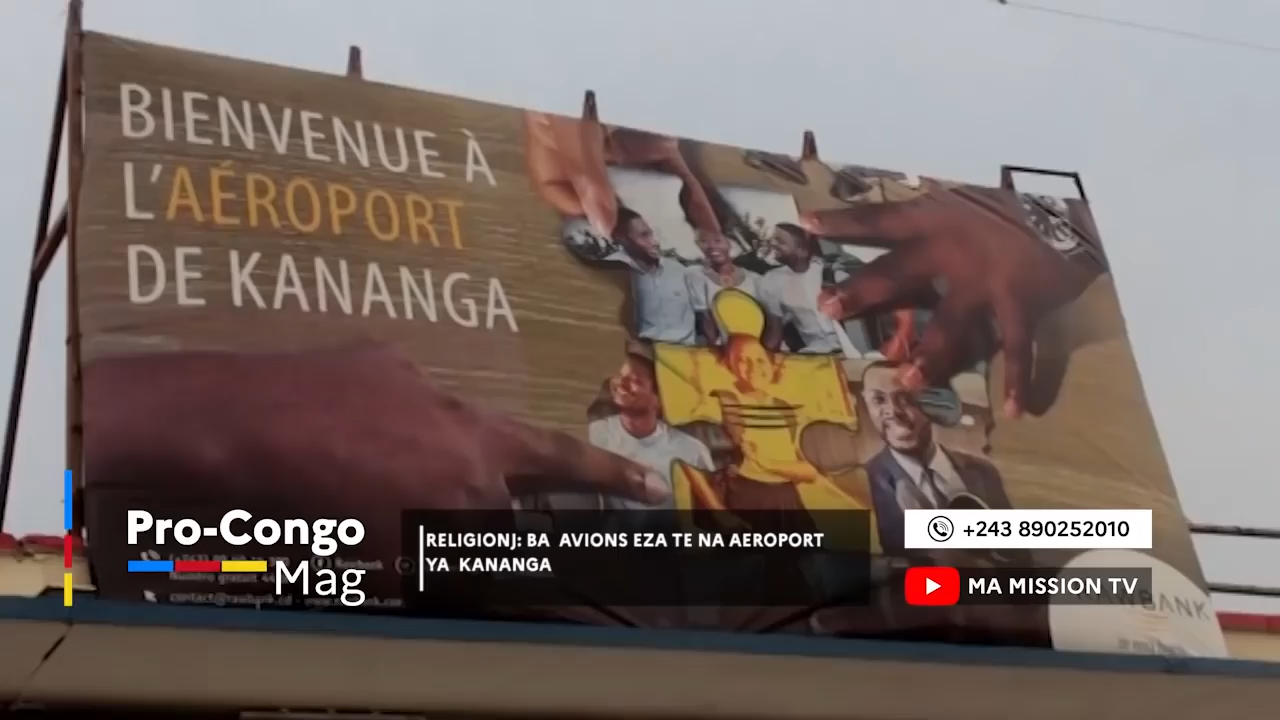 BIENVENUE À
L'AÉROPORT
DE KANANGA
Pro-Congo
Mag
RELIGIONJ: BA AVIONS EZA TE NA AEROPORT
YA KANANGA
+243 890252010
MA MISSION TV